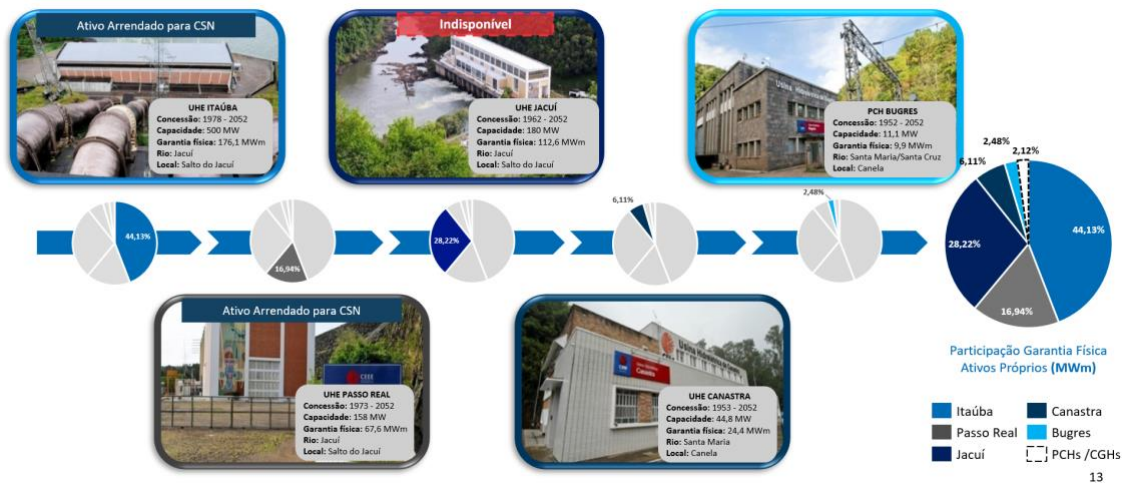 Ativo Arrendado para CSN
UHE ITAÚBA
Concessão: 1978 - 2052
Capacidade: 500 MW
Garantia física: 176,1 MWm
Rio: Jacuí
Local: Salto do Jacuí
Indisponível
UHE JACUÍ
Concessão: 1962 - 2052
Capacidade: 180 MW
Garantia física: 112,6 MWm
Rio: Jacuí
Local: Salto do Jacuí
PCH BUGRES
Concessão: 1952 - 2052
Capacidade: 11,1 MW
Garantia física: 9,9 MWm
Rio: Santa Maria/Santa Cruz
Local: Canela
44,13%
16,94%
28,22%
6,11%
2,48%
2,12%
2,48%
6,11%
28,22%
44,13%
16,94%
Ativo Arrendado para CSN
CEEE
UHE PASSO REAL
Concessão: 1973 - 2052
Capacidade: 158 MW
Garantia física: 67,6 MWm
Rio: Jacuí
Local: Salto do Jacuí
Canastra
UHE CANASTRA
Concessão: 1953 - 2052
Capacidade: 44,8 MW
Garantia física: 24,4 MWm
Rio: Santa Maria
Local: Canela
Participação Garantia Física
Ativos Próprios (MWm)
Itaúba
Canastra
Passo Real
Bugres
Jacuí
PCHs /CGHs
13